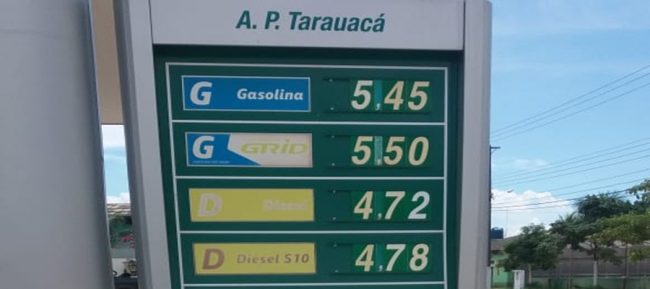 A. P. Tarauacá
G Gasolina 5,45
G GRID 5,50
D Diesel 4,72
D Diesel S10 4,78